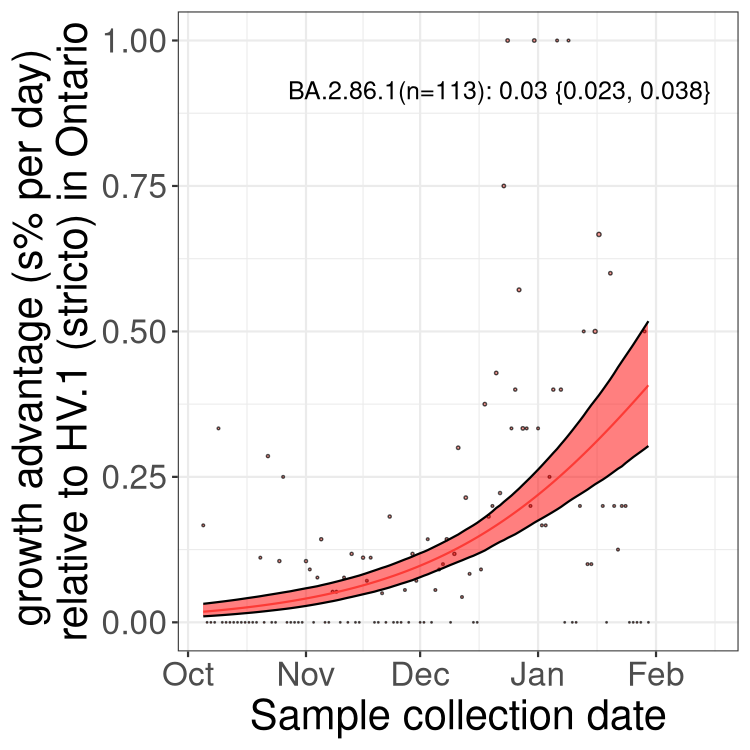 growth advantage (s% per day)
relative to HV.1 (stricto) in Ontario
1.00
0.75
0.50
0.25
0.00
BA.2.86.1(n=113): 0.03 {0.023, 0.038}
Oct Nov Dec Jan Feb
Sample collection date